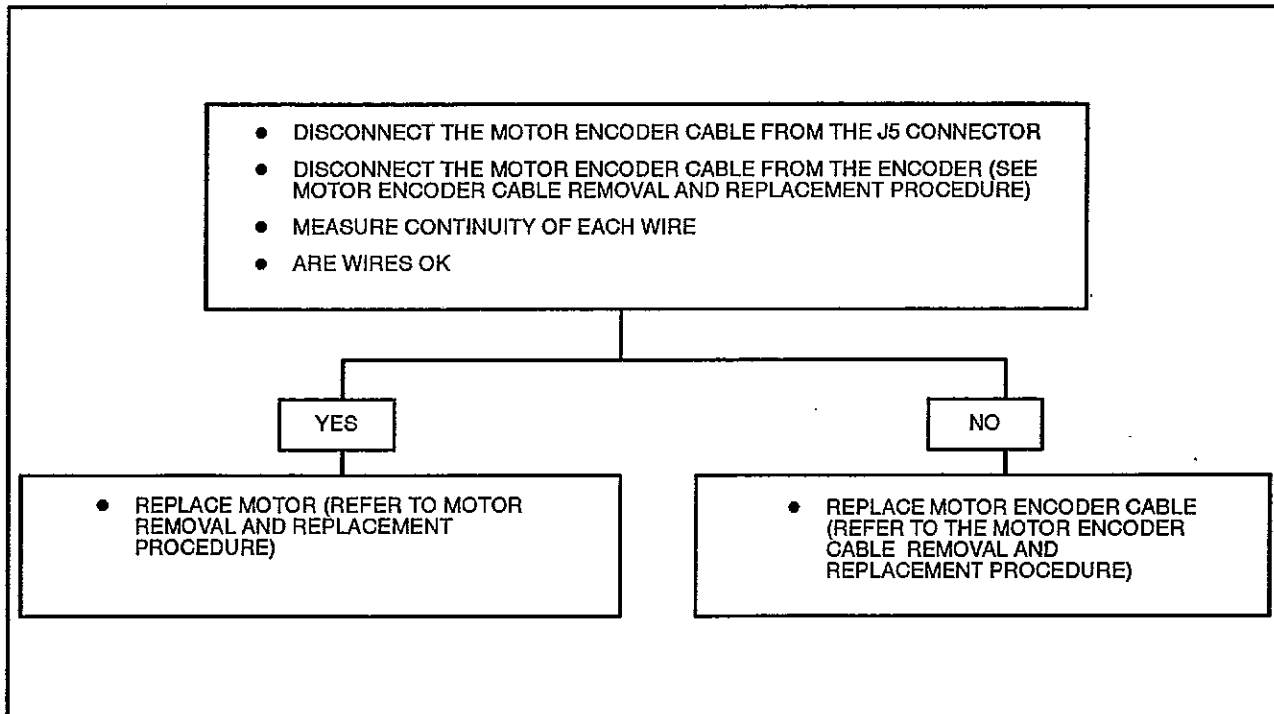 ● DISCONNECT THE MOTOR ENCODER CABLE FROM THE J5 CONNECTOR
● DISCONNECT THE MOTOR ENCODER CABLE FROM THE ENCODER (SEE
MOTOR ENCODER CABLE REMOVAL AND REPLACEMENT PROCEDURE)
● MEASURE CONTINUITY OF EACH WIRE
● ARE WIRES OK
YES
NO
● REPLACE MOTOR (REFER TO MOTOR
REMOVAL AND REPLACEMENT
PROCEDURE)
● REPLACE MOTOR ENCODER CABLE
(REFER TO THE MOTOR ENCODER
CABLE REMOVAL AND
REPLACEMENT PROCEDURE)